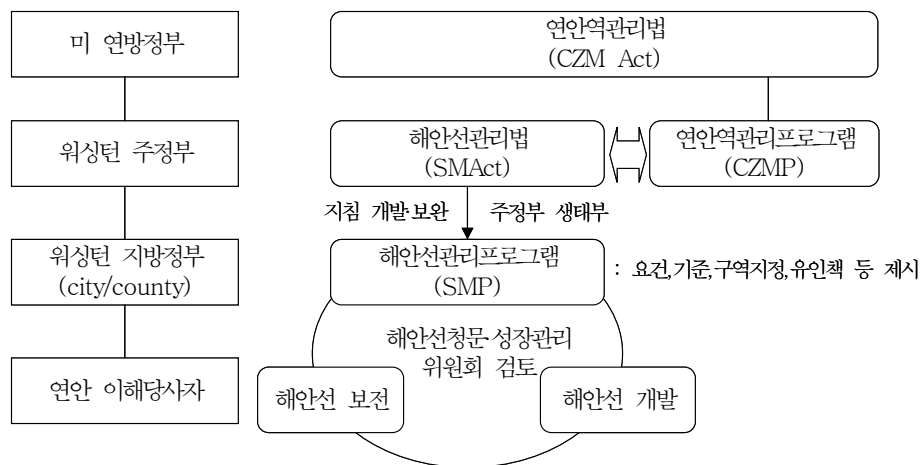 미 연방정부
연안역관리법
(CZM Act)
워싱턴 주정부
해안선관리법
(SMAct)
연안역관리프로그램
(CZMP)
지침 개발·보완
주정부 생태부
워싱턴 지방정부
(city/county)
해안선관리프로그램
(SMP)
: 요건,기준,구역지정,유인책 등 제시
해안선청문·성장관리
위원회 검토
연안 이해당사자
해안선 보전
해안선 개발